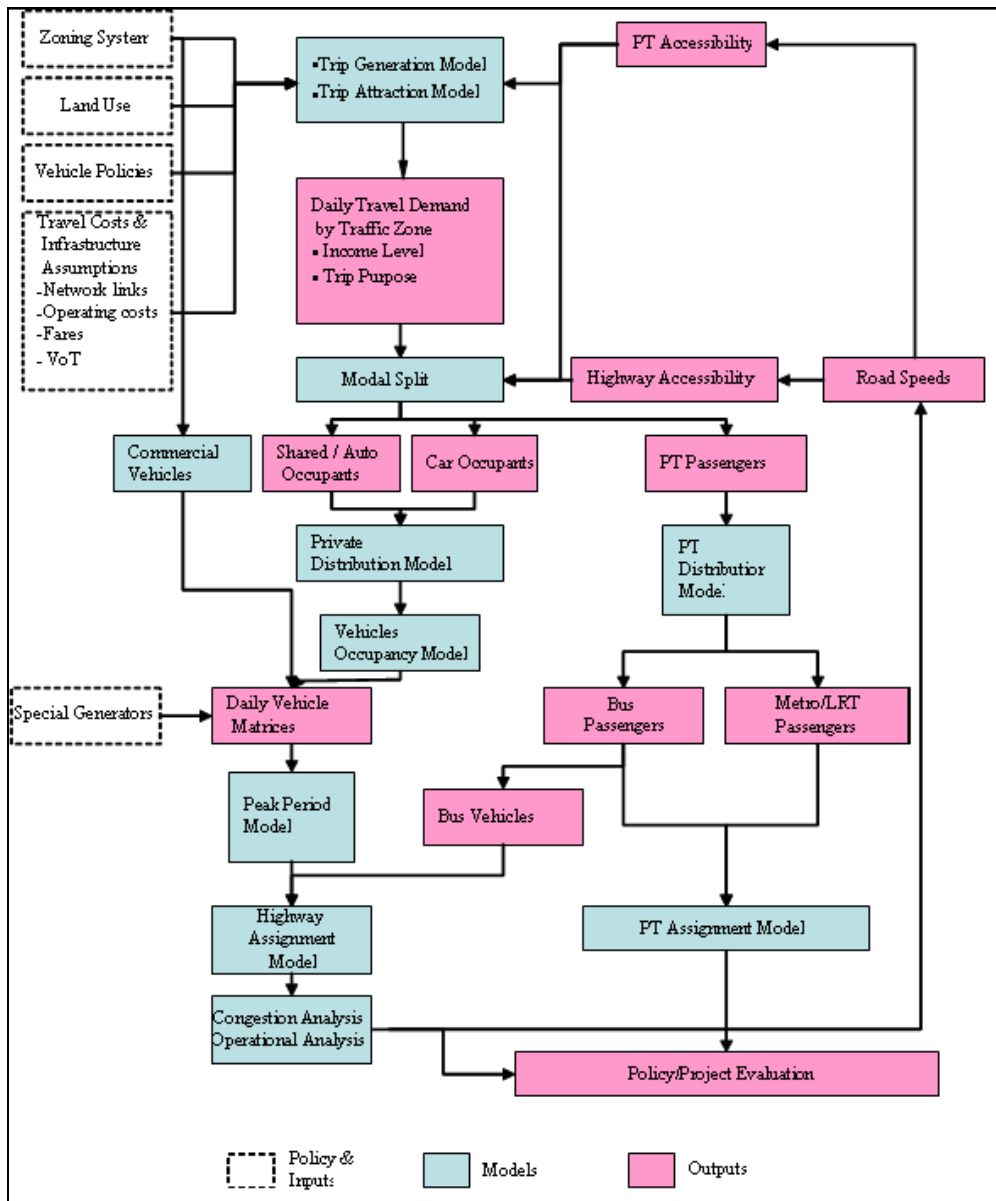 Zoning System
Land Use
Vehicle Policies
Travel Costs &
Infrastructure
Assumptions
-Network links
-Operating costs
-Fares
- VoT
▪Trip Generation Model
▪Trip Attraction Model
PT Accessibility
Daily Travel Demand
by Traffic Zone
▪ Income Level
▪ Trip Purpose
Modal Split
Highway Accessibility
Road Speeds
Commercial
Vehicles
Shared / Auto
Occupants
Car Occupants
PT Passengers
Private
Distribution Model
PT
Distribution
Model
Vehicles
Occupancy Model
Special Generators
Daily Vehicle
Matrices
Bus
Passengers
Metro/LRT
Passengers
Peak Period
Model
Bus Vehicles
Highway
Assignment
Model
PT Assignment Model
Congestion Analysis
Operational Analysis
Policy/Project Evaluation
Policy &
Inputs
Models
Outputs